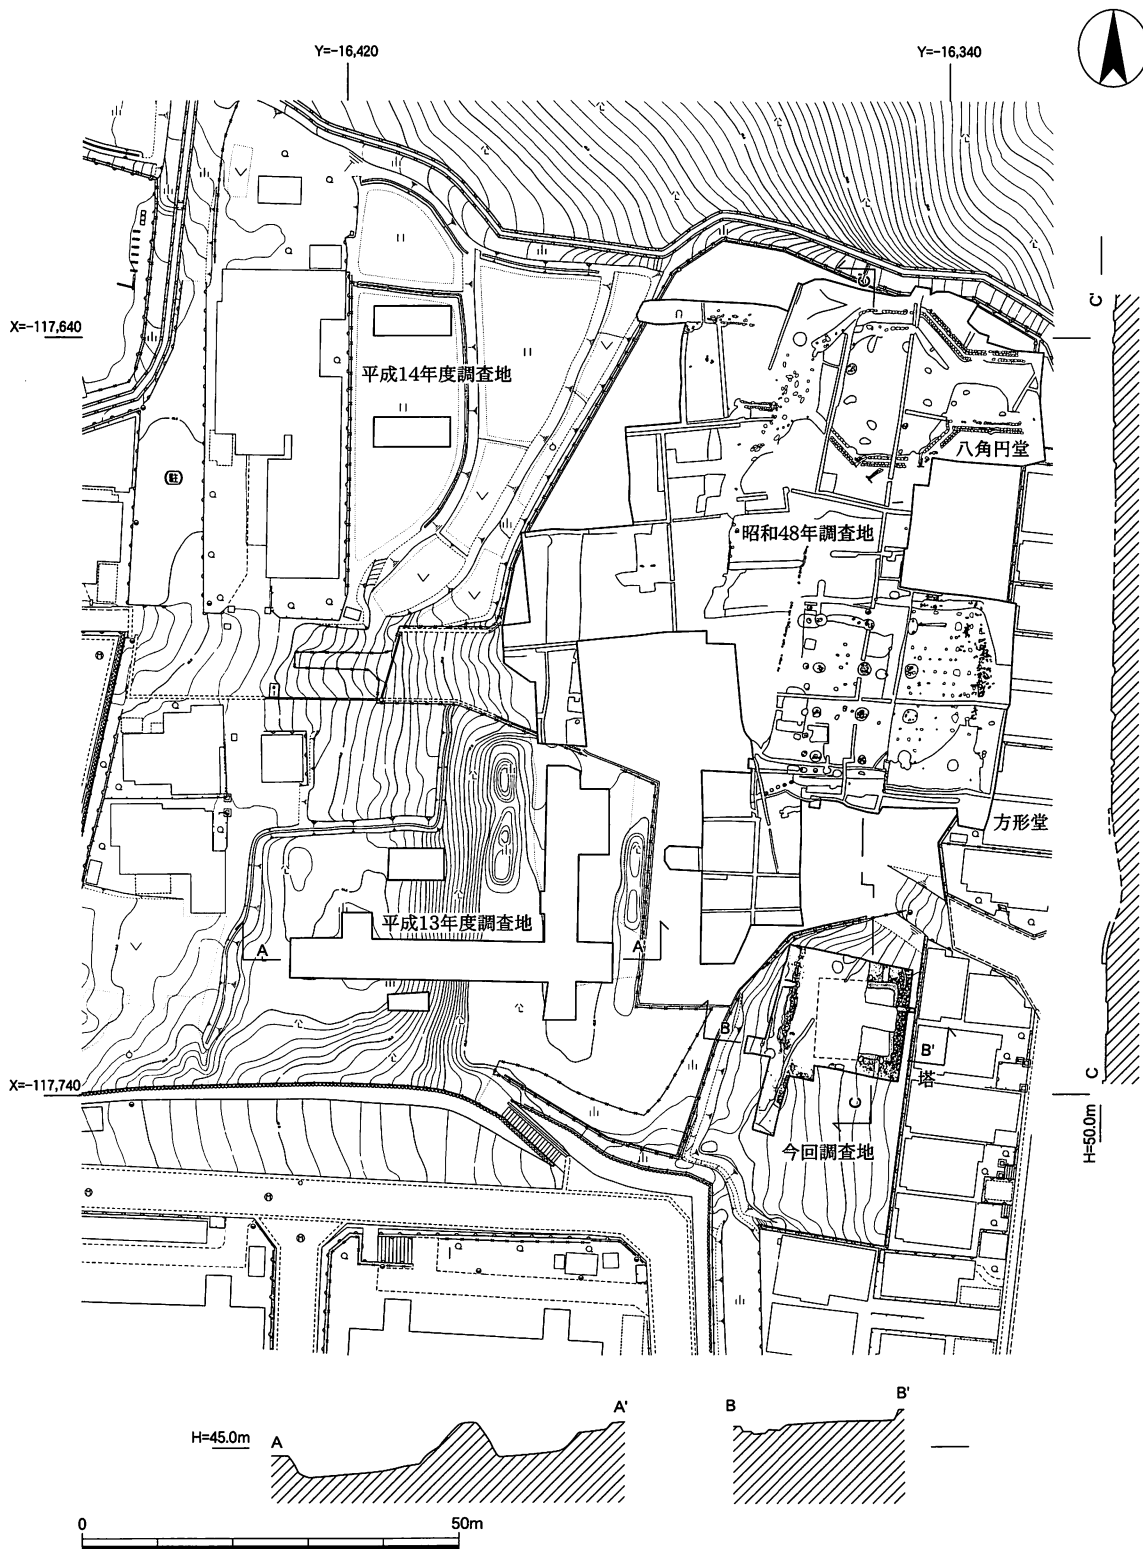 Y=-16,420
Y=-16,340
X=-117,640
C'
平成14年度調査地
八角円堂
昭和48年調査地
駐
方形堂
平成13年度調査地
A
A'
B
B'
塔
X=-117,740
C
C
H=50.0m
今回調査地
A'
B
B'
H=45.0m
A
0
50m